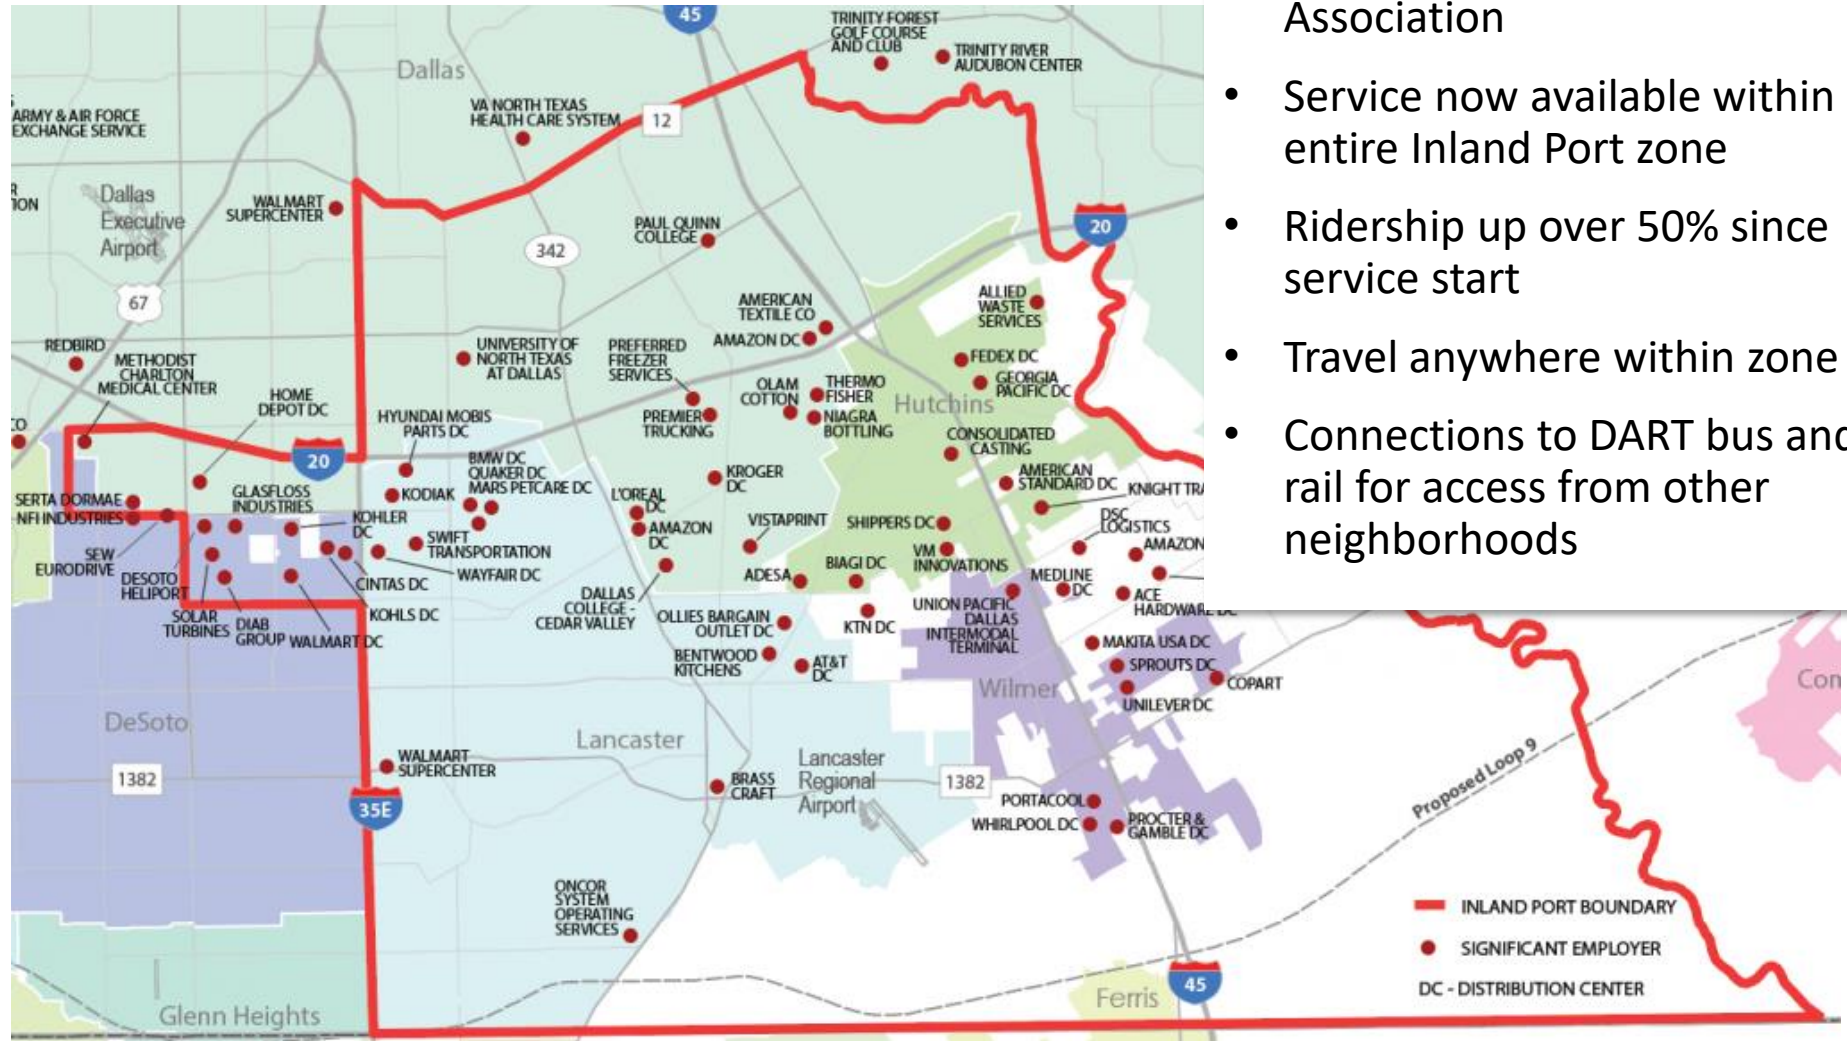 45
TRINITY FOREST
GOLF COURSE
AND CLUB
TRINITY RIVER
AUDUBON CENTER
Dallas
ARMY & AIR FORCE
EXCHANGE SERVICE
VA NORTH TEXAS
HEALTH CARE SYSTEM
12
Dallas
Executive
Airport
WALMART
SUPERCENTER
PAUL QUINN
COLLEGE
342
20
67
ALLIED
WASTE
SERVICES
AMERICAN
TEXTILE CO
AMAZON DC
REDBIRD
METHODIST
CHARLTON
MEDICAL CENTER
UNIVERSITY OF
NORTH TEXAS
AT DALLAS
PREFERRED
FREEZER
SERVICES
FEDEX DC
GEORGIA
PACIFIC DC
HOME
DEPOT DC
OLAM
COTTON
THERMO
FISHER
Hutchins
HYUNDAI MOBIS
PARTS DC
PREMIER
TRUCKING
NIAGRA
BOTTLING
CONSOLIDATED
CASTING
CO
20
BMW DC
QUAKER DC
MARS PETCARE DC
KODIAK
KROGER
DC
AMERICAN
STANDARD DC
KNIGHT TRA
SERTA DORMAE
NFI INDUSTRIES
GLASFLOSS
INDUSTRIES
KOHLER
DC
L'OREAL
DC
AMAZON
DC
VISTAPRINT
SHIPPERS DC
DSC
LOGISTICS
AMAZON
SWIFT
TRANSPORTATION
WAYFAIR DC
VM
INNOVATIONS
SEW
EURODRIVE
DESOTO
HELIPORT
CINTAS DC
ADESA
BIAGI DC
MEDLINE
DC
ACE
HARDWARE DC
SOLAR
TURBINES
DIAB
GROUP
WALMART DC
KOHLS DC
DALLAS
COLLEGE -
CEDAR VALLEY
OLLIES BARGAIN
OUTLET DC
KTN DC
UNION PACIFIC
DALLAS
INTERMODAL
TERMINAL
BENTWOOD
KITCHENS
AT&T
DC
MAKITA USA DC
SPROUTS DC
COPART
UNILEVER DC
Wilmer
Con
DeSoto
Lancaster
1382
WALMART
SUPERCENTER
35E
BRASS
CRAFT
Lancaster
Regional
Airport
1382
PORTACOOL
WHIRLPOOL DC
PROCTER &
GAMBLE DC
Proposed Loop 9
ONCOR
SYSTEM
OPERATING
SERVICES
Glenn Heights
Ferris
45
INLAND PORT BOUNDARY
SIGNIFICANT EMPLOYER
DC - DISTRIBUTION CENTER
Association
• Service now available within
entire Inland Port zone
• Ridership up over 50% since
service start
• Travel anywhere within zone
• Connections to DART bus and
rail for access from other
neighborhoods